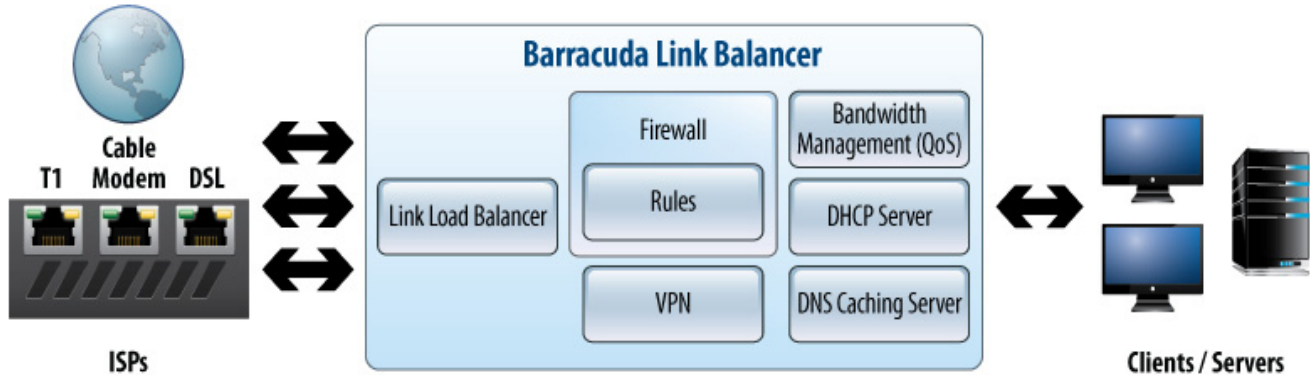 Cable
T1 Modem DSL
ISPs
Barracuda Link Balancer
Link Load Balancer
Firewall
Rules
VPN
Bandwidth
Management (QoS)
DHCP Server
DNS Caching Server
Clients / Servers